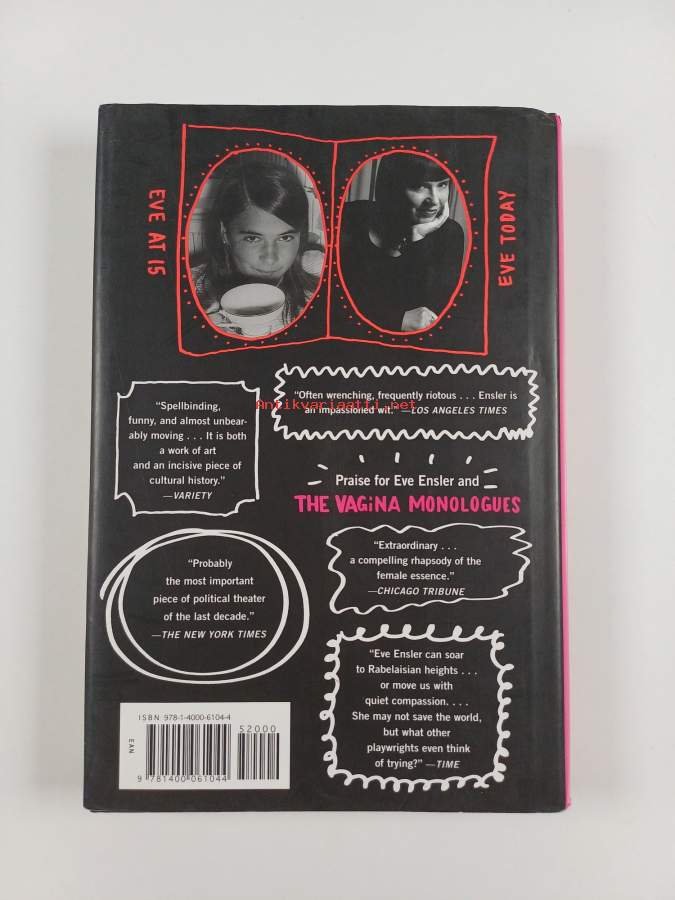 EVE AT 15
EVE TODAY
“Often wrenching, frequently riotous . . . Ensler is
an impassioned wit.” —LOS ANGELES TIMES
Antikvariaatti.net
“Spellbinding,
funny, and almost unbear-
ably moving . . . It is both
a work of art
and an incisive piece of
cultural history.”
—VARIETY
Praise for Eve Ensler and
THE VAGiNA MONOLOGUES
“Extraordinary . . .
a compelling rhapsody of the
female essence.”
—CHICAGO TRIBUNE
“Probably
the most important
piece of political theater
of the last decade.”
—THE NEW YORK TIMES
“Eve Ensler can soar
to Rabelaisian heights . . .
or move us with
quiet compassion. . . .
She may not save the world,
but what other
playwrights even think
of trying?” —TIME
ISBN 978-1-4000-6104-4
52000
EAN
9 781400 061044